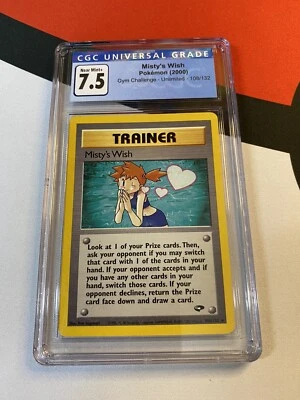 CGC UNIVERSAL GRADE
Near Mint+
7.5
Misty's Wish
Pokémon (2000)
Gym Challenge - Unlimited - 108/132
TRAINER
Misty's Wish
Look at 1 of your Prize cards. Then,
ask your opponent if you may switch
that card with 1 of the cards in your
hand. If your opponent accepts and if
you have any other cards in your
hand, switch those cards. If your
opponent declines, return the Prize
card face down and draw a card.